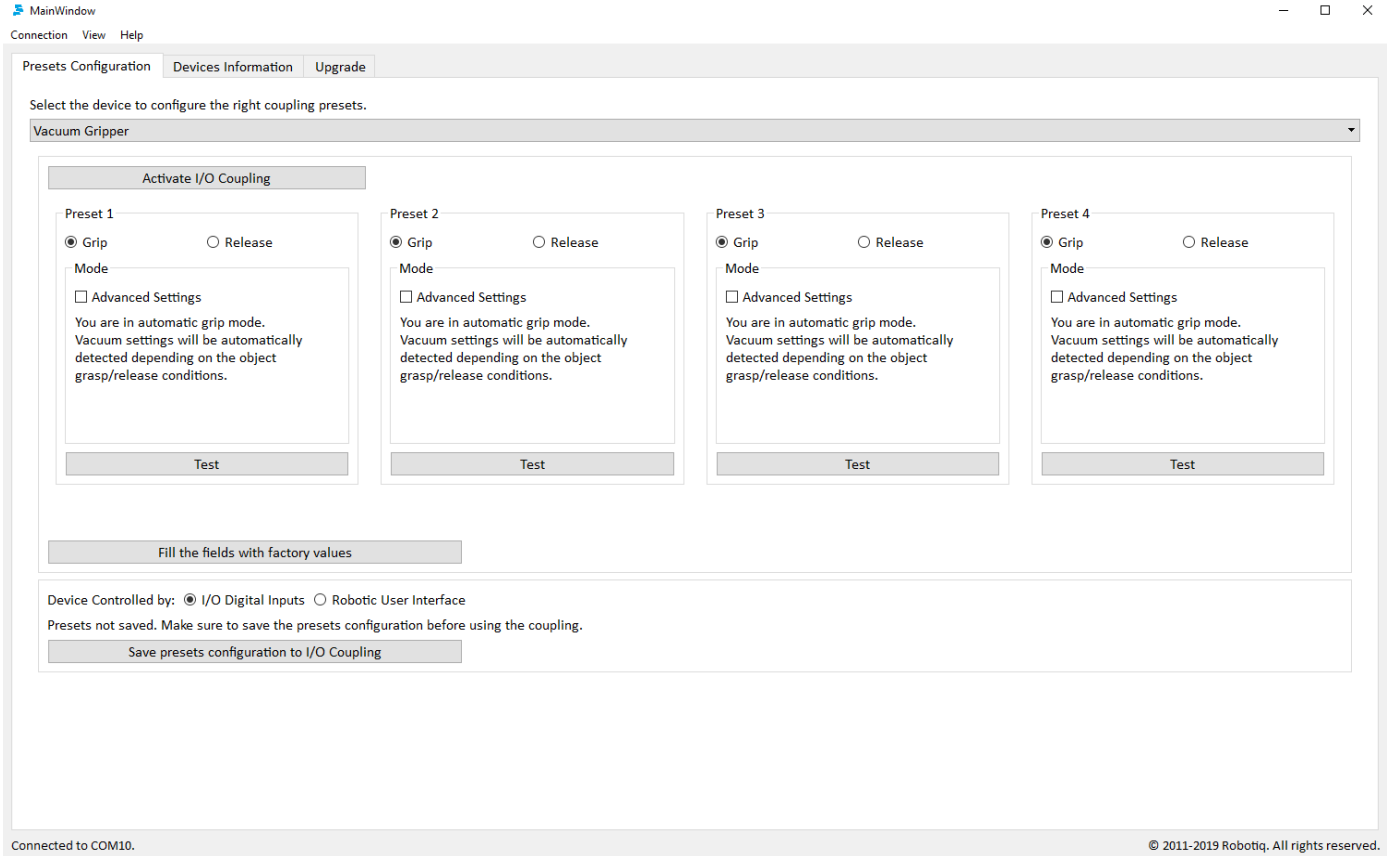 MainWindow
Connection View Help
Presets Configuration Devices Information Upgrade
Select the device to configure the right coupling presets.
Vacuum Gripper
Activate I/O Coupling
Preset 1
Grip Release
Mode
Advanced Settings
You are in automatic grip mode.
Vacuum settings will be automatically
detected depending on the object
grasp/release conditions.
Test
Preset 2
Grip Release
Mode
Advanced Settings
You are in automatic grip mode.
Vacuum settings will be automatically
detected depending on the object
grasp/release conditions.
Test
Preset 3
Grip Release
Mode
Advanced Settings
You are in automatic grip mode.
Vacuum settings will be automatically
detected depending on the object
grasp/release conditions.
Test
Preset 4
Grip Release
Mode
Advanced Settings
You are in automatic grip mode.
Vacuum settings will be automatically
detected depending on the object
grasp/release conditions.
Test
Fill the fields with factory values
Device Controlled by: I/O Digital Inputs Robotic User Interface
Presets not saved. Make sure to save the presets configuration before using the coupling.
Save presets configuration to I/O Coupling
Connected to COM10.
© 2011-2019 Robotiq. All rights reserved.